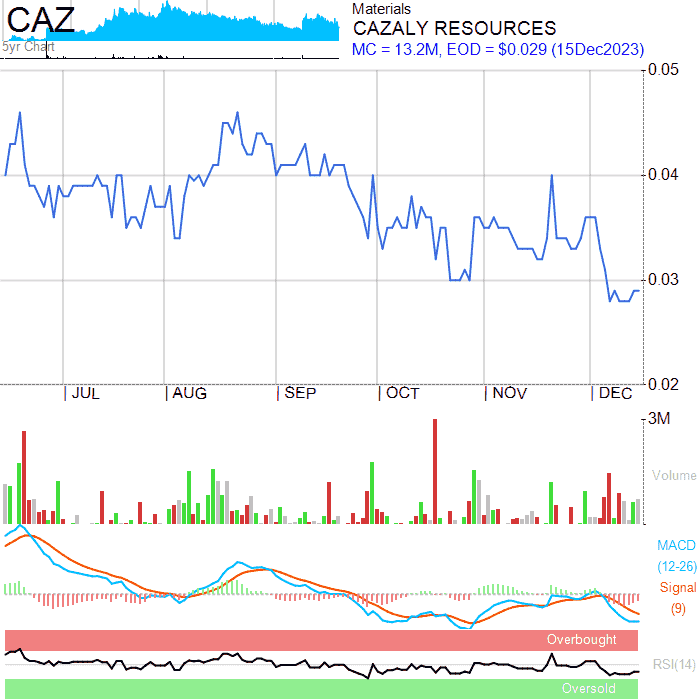 CAZ
5yr Chart
Materials
CAZALY RESOURCES
MC = 13.2M, EOD = $0.029 (15Dec2023)
0.05
0.04
0.03
0.02
JUL AUG SEP OCT NOV DEC
3M
Volume
MACD
(12-26)
Signal
(9)
Overbought
RSI(14)
Oversold